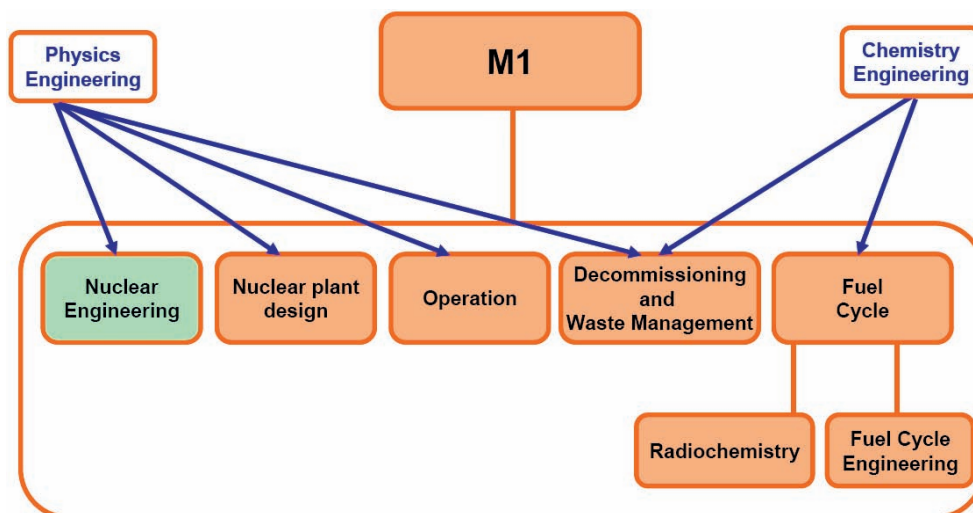 Physics
Engineering
M1
Chemistry
Engineering
Nuclear
Engineering
Nuclear plant
design
Operation
Decommissioning
and
Waste Management
Fuel
Cycle
Radiochemistry
Fuel Cycle
Engineering